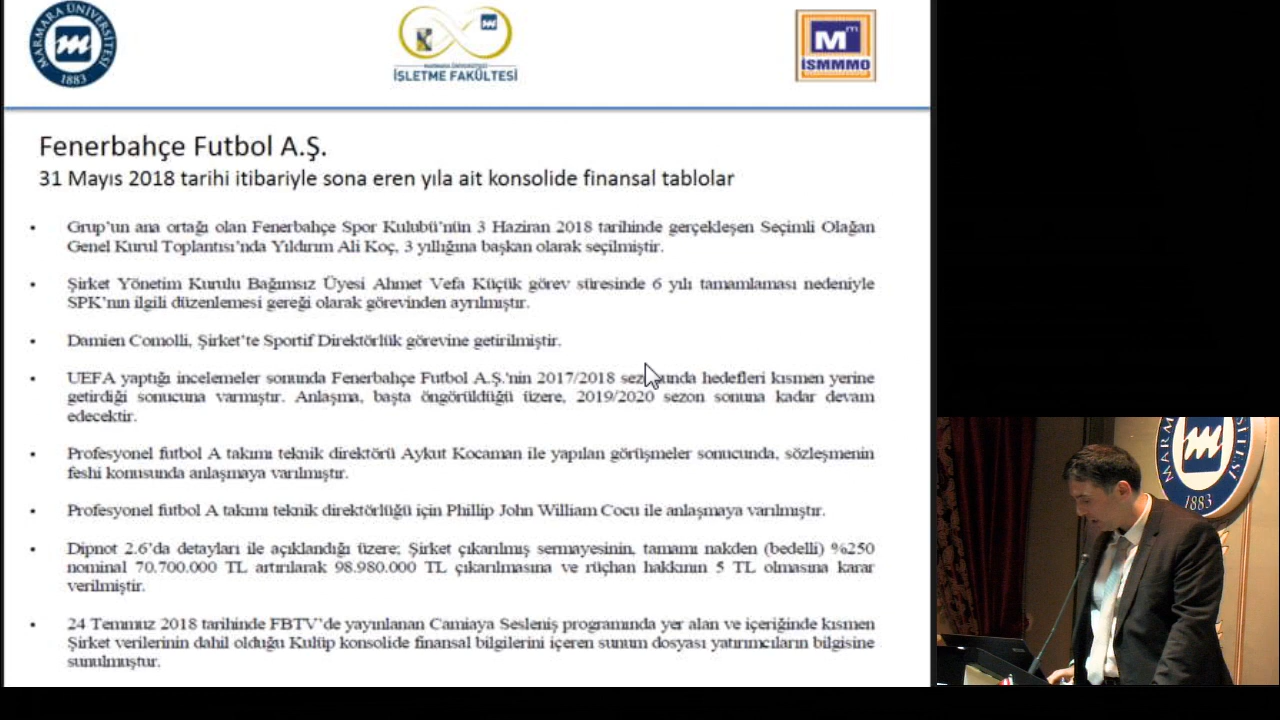 MARMARA ÜNİVERSİTESİ
1883
İŞLETME FAKÜLTESİ
M m
İSMMMO
Fenerbahçe Futbol A.Ş.
31 Mayıs 2018 tarihi itibariyle sona eren yıla ait konsolide finansal tablolar
• Grup'un ana ortağı olan Fenerbahçe Spor Kulubü'nün 3 Haziran 2018 tarihinde gerçekleşen Seçimli Olağan
Genel Kurul Toplantısı'nda Yıldırım Ali Koç, 3 yıllığına başkan olarak seçilmiştir.
• Şirket Yönetim Kurulu Bağımsız Üyesi Ahmet Vefa Küçük görev süresinde 6 yılı tamamlaması nedeniyle
SPK'nın ilgili düzenlemesi gereği olarak görevinden ayrılmıştır.
• Damien Comolli, Şirket'te Sportif Direktörlük görevine getirilmiştir.
• UEFA yaptığı incelemeler sonunda Fenerbahçe Futbol A.Ş.'nin 2017/2018 sezonunda hedefleri kısmen yerine
getirdiği sonucuna varmıştır. Anlaşma, başta öngörüldüğü üzere, 2019/2020 sezon sonuna kadar devam
edecektir.
• Profesyonel futbol A takımı teknik direktörü Aykut Kocaman ile yapılan görüşmeler sonucunda, sözleşmenin
feshi konusunda anlaşmaya varılmıştır.
• Profesyonel futbol A takımı teknik direktörlüğü için Phillip John William Cocu ile anlaşmaya varılmıştır.
• Dipnot 2.6'da detayları ile açıklandığı üzere; Şirket çıkarılmış sermayesinin, tamamı nakden (bedelli) %250
nominal 70.700.000 TL artırılarak 98.980.000 TL çıkarılmasına ve rüçhan hakkının 5 TL olmasına karar
verilmiştir.
• 24 Temmuz 2018 tarihinde FBTV'de yayınlanan Camiaya Sesleniş programında yer alan ve içeriğinde kısmen
Şirket verilerinin dahil olduğu Kulüp konsolide finansal bilgilerini içeren sunum dosyası yatırımcıların bilgisine
sunulmuştur.
1883